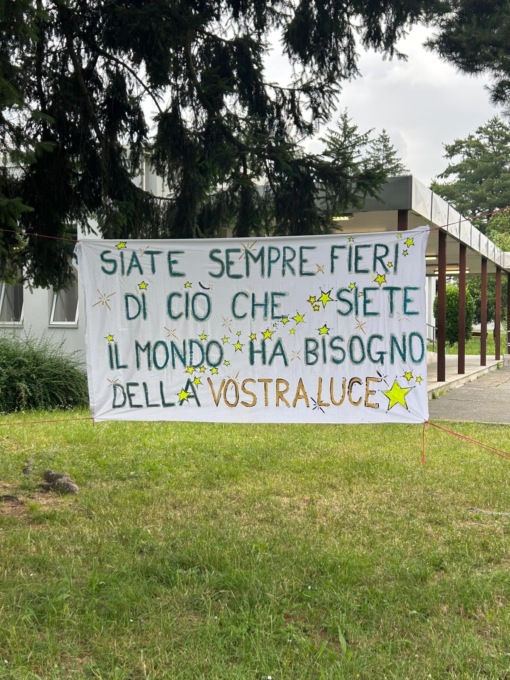 SIATE SEMPRE FIERI
DI CIÒ CHE SIETE
IL MONDO HA BISOGNO
DELLA VOSTRA LUCE